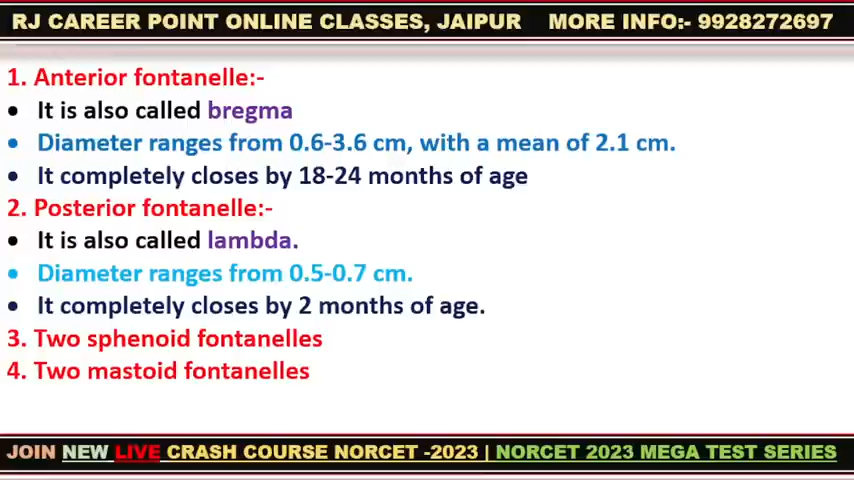 RJ CAREER POINT ONLINE CLASSES, JAIPUR MORE INFO:- 9928272697
1. Anterior fontanelle:-
• It is also called bregma
• Diameter ranges from 0.6-3.6 cm, with a mean of 2.1 cm.
• It completely closes by 18-24 months of age
2. Posterior fontanelle:-
• It is also called lambda.
• Diameter ranges from 0.5-0.7 cm.
• It completely closes by 2 months of age.
3. Two sphenoid fontanelles
4. Two mastoid fontanelles
JOIN NEW LIVE CRASH COURSE NORCET -2023 | NORCET 2023 MEGA TEST SERIES